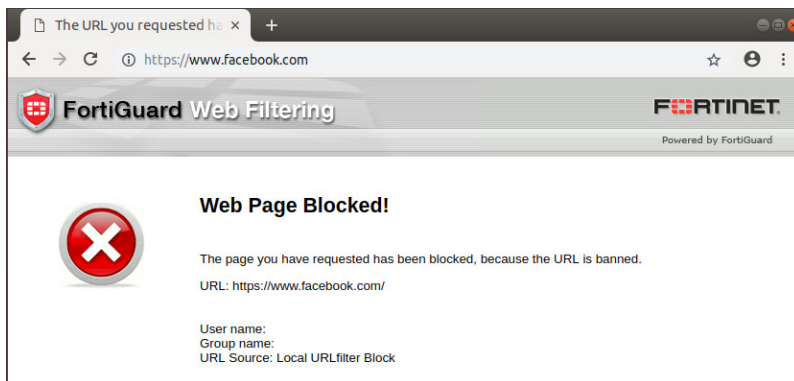 The URL you requested ha
https://www.facebook.com
FortiGuard Web Filtering
FORTINET.
Powered by FortiGuard
Web Page Blocked!
The page you have requested has been blocked, because the URL is banned.
URL: https://www.facebook.com/
User name:
Group name:
URL Source: Local URLfilter Block